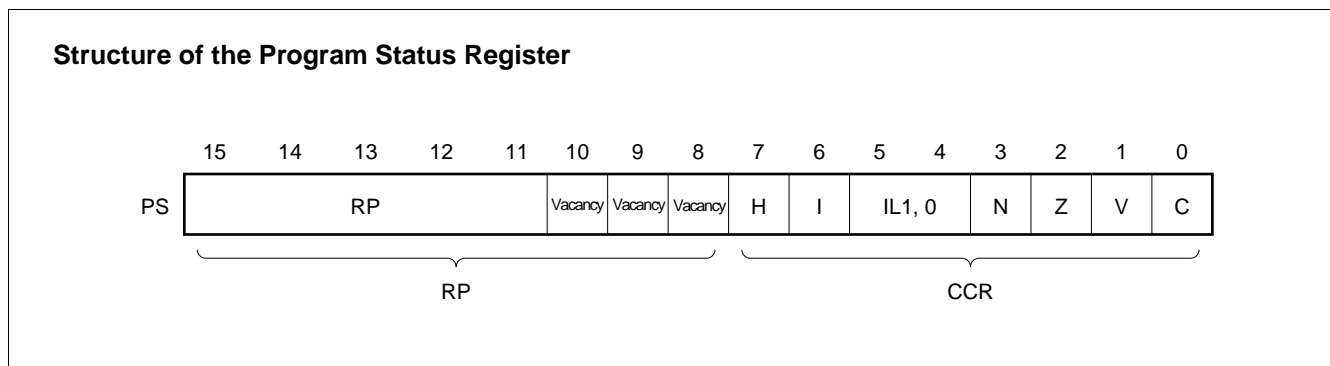 Structure of the Program Status Register
15 14 13 12 11 10 9 8 7 6 5 4 3 2 1 0
PS RP Vacancy Vacancy Vacancy H I IL1, 0 N Z V C
RP CCR